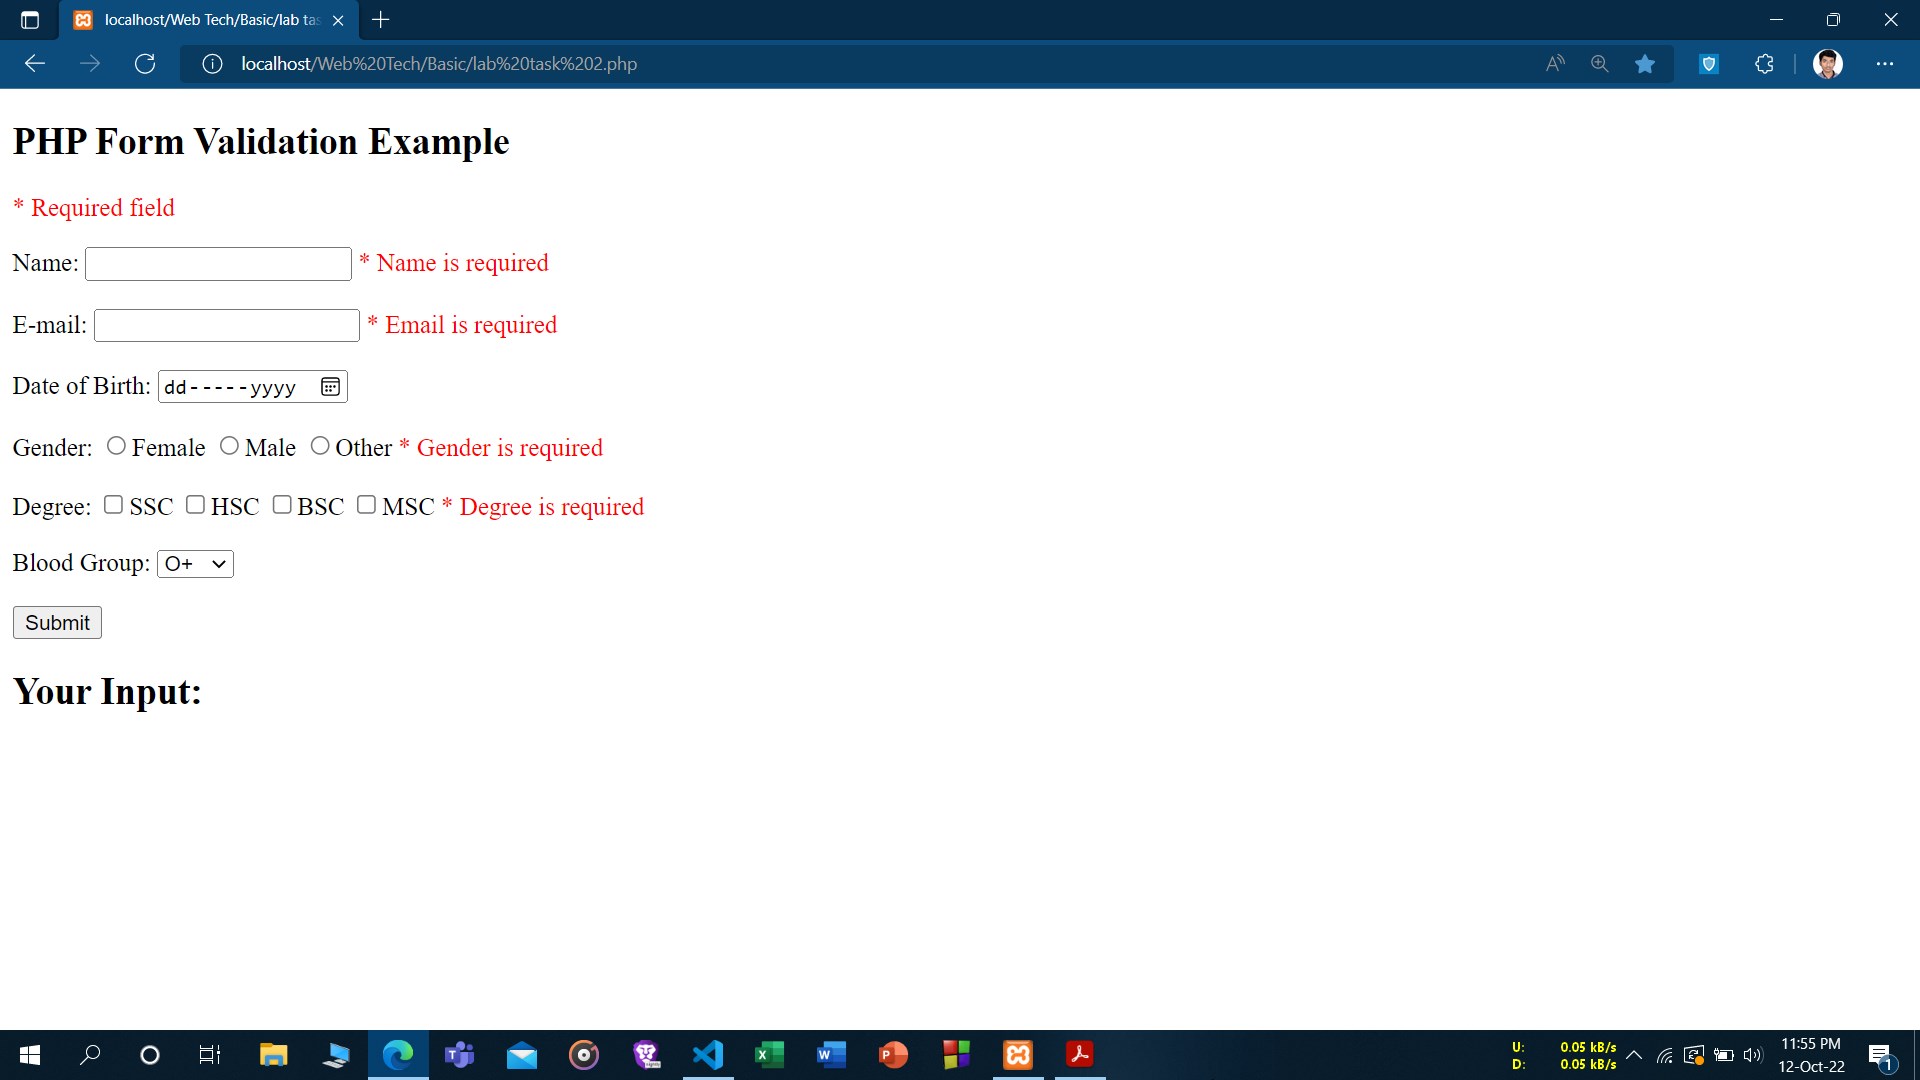 localhost/Web Tech/Basic/lab tas
localhost/Web%20Tech/Basic/lab%20task%202.php
PHP Form Validation Example
* Required field
Name: * Name is required
E-mail: * Email is required
Date of Birth: dd-----yyyy
Gender: Female Male Other * Gender is required
Degree: SSC HSC BSC MSC * Degree is required
Blood Group: O+
Submit
Your Input:
U: 0.05 kB/s
D: 0.05 kB/s
11:55 PM
12-Oct-22
1